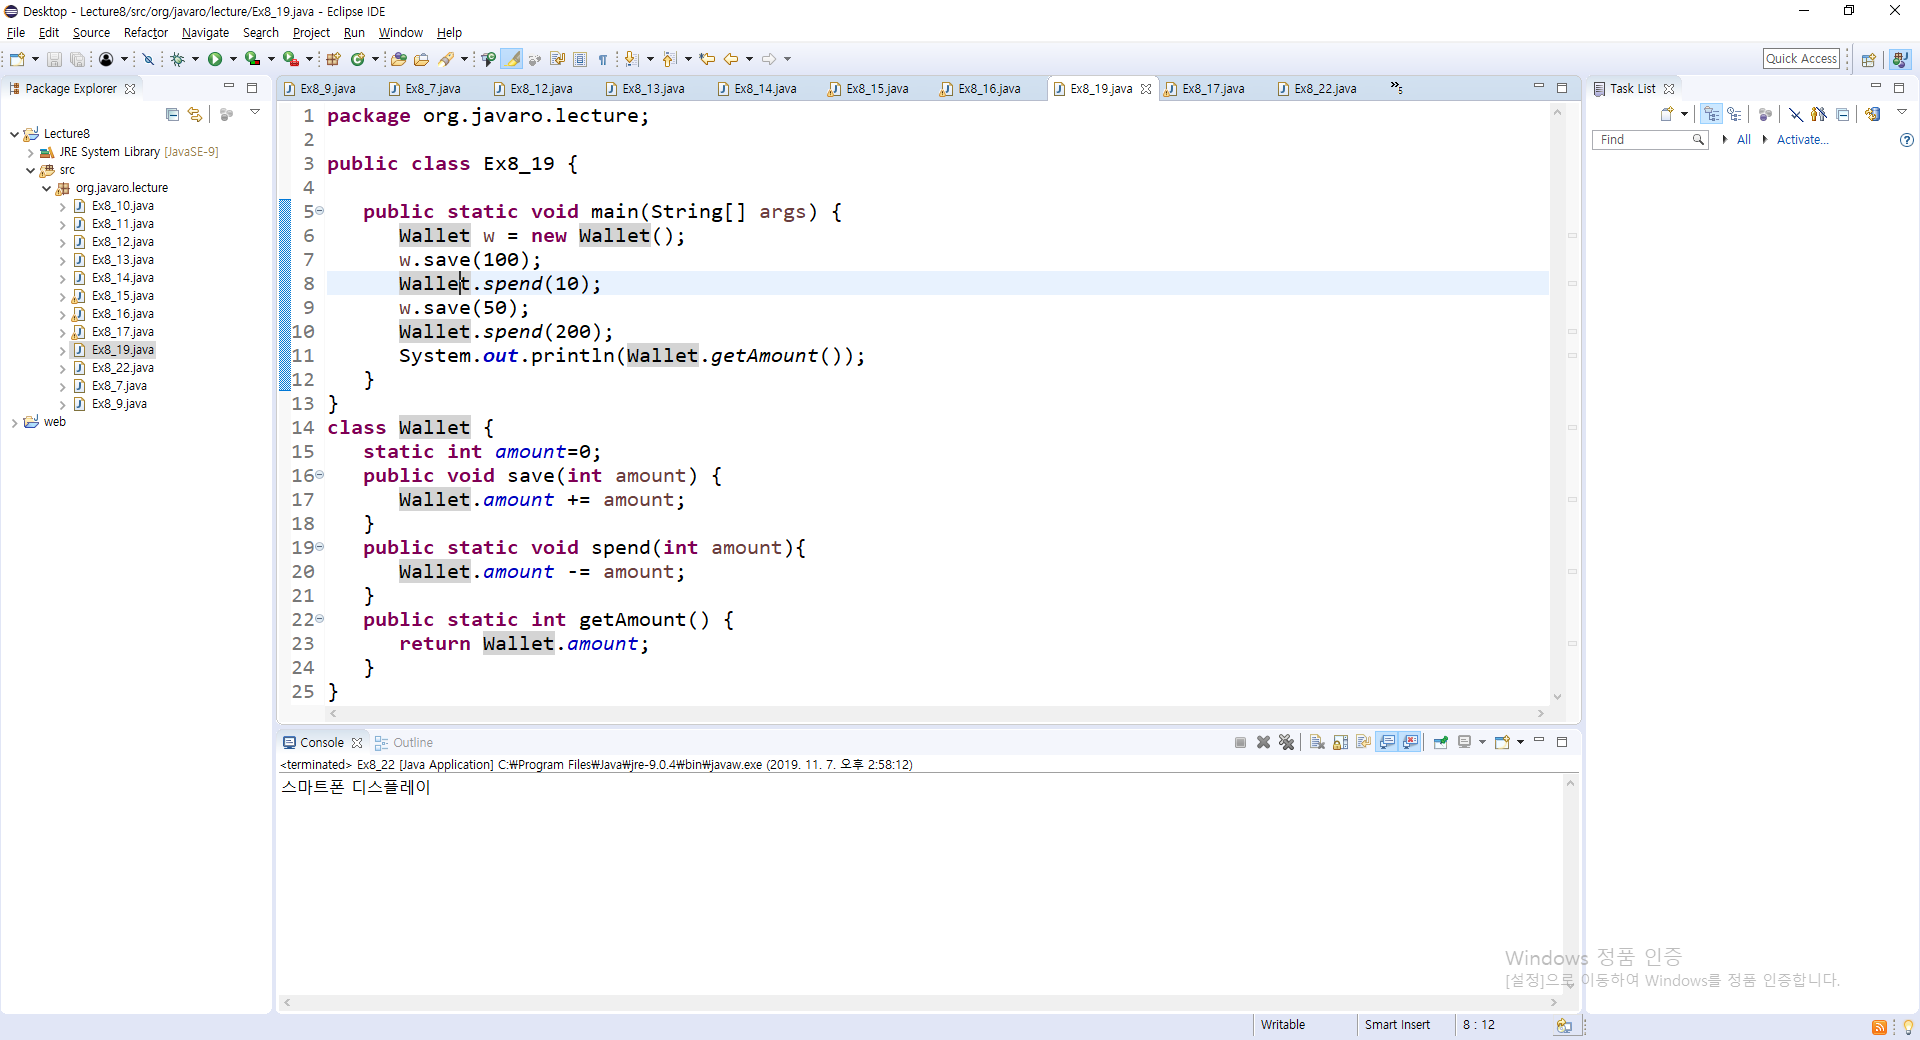 Desktop - Lecture8/src/org/javaro/lecture/Ex8_19.java - Eclipse IDE
File Edit Source Refactor Navigate Search Project Run Window Help
Quick Access
Package Explorer
Lecture8
JRE System Library [JavaSE-9]
src
org.javaro.lecture
Ex8_10.java
Ex8_11.java
Ex8_12.java
Ex8_13.java
Ex8_14.java
Ex8_15.java
Ex8_16.java
Ex8_17.java
Ex8_19.java
Ex8_22.java
Ex8_7.java
Ex8_9.java
web
Ex8_9.java Ex8_7.java Ex8_12.java Ex8_13.java Ex8_14.java Ex8_15.java Ex8_16.java Ex8_19.java Ex8_17.java Ex8_22.java »5
1 package org.javaro.lecture;
2
3 public class Ex8_19 {
4
5 public static void main(String[] args) {
6 Wallet w = new Wallet();
7 w.save(100);
8 Wallet.spend(10);
9 w.save(50);
10 Wallet.spend(200);
11 System.out.println(Wallet.getAmount());
12 }
13 }
14 class Wallet {
15 static int amount=0;
16 public void save(int amount) {
17 Wallet.amount += amount;
18 }
19 public static void spend(int amount){
20 Wallet.amount -= amount;
21 }
22 public static int getAmount() {
23 return Wallet.amount;
24 }
25 }
Console Outline
<terminated> Ex8_22 [Java Application] C:₩Program Files₩Java₩jre-9.0.4₩bin₩javaw.exe (2019. 11. 7. 오후 2:58:12)
스마트폰 디스플레이
Task List
Find All Activate...
Windows 정품 인증
[설정]으로 이동하여 Windows를 정품 인증합니다.
Writable Smart Insert 8 : 12